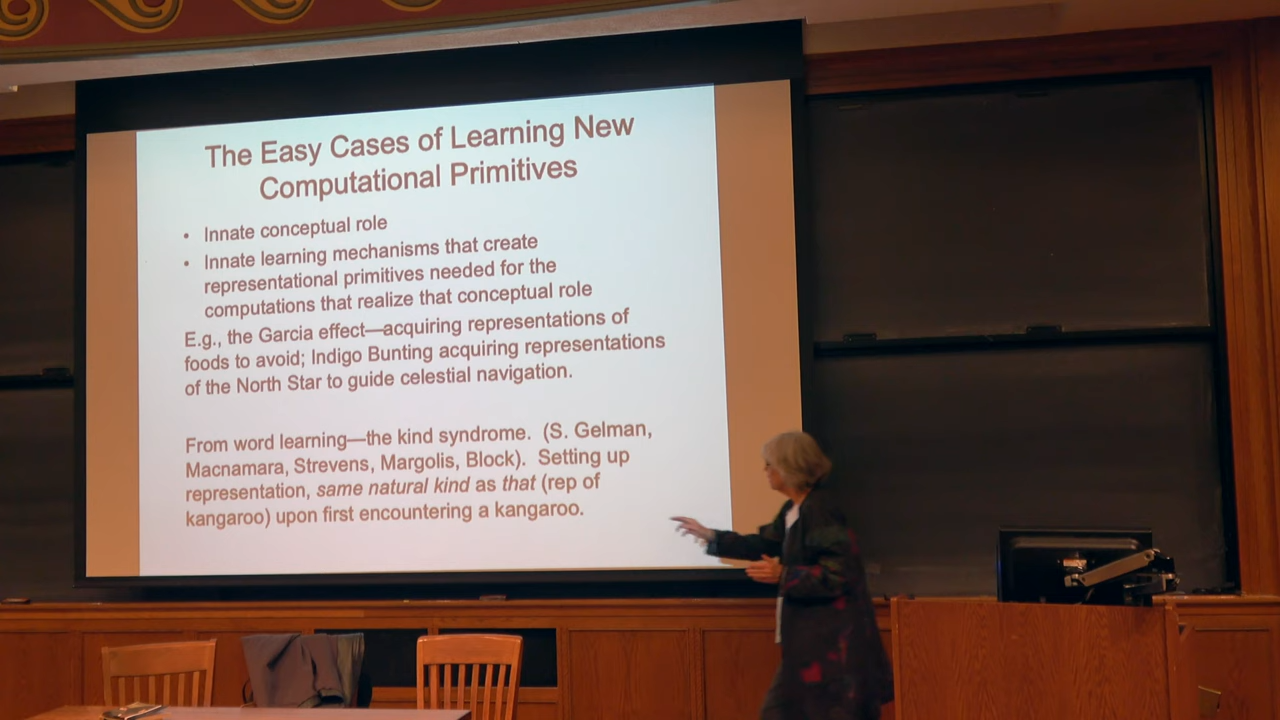 The Easy Cases of Learning New
Computational Primitives
• Innate conceptual role
• Innate learning mechanisms that create
representational primitives needed for the
computations that realize that conceptual role
E.g., the Garcia effect—acquiring representations of
foods to avoid; Indigo Bunting acquiring representations
of the North Star to guide celestial navigation.
From word learning—the kind syndrome. (S. Gelman,
Macnamara, Strevens, Margolis, Block). Setting up
representation, same natural kind as that (rep of
kangaroo) upon first encountering a kangaroo.